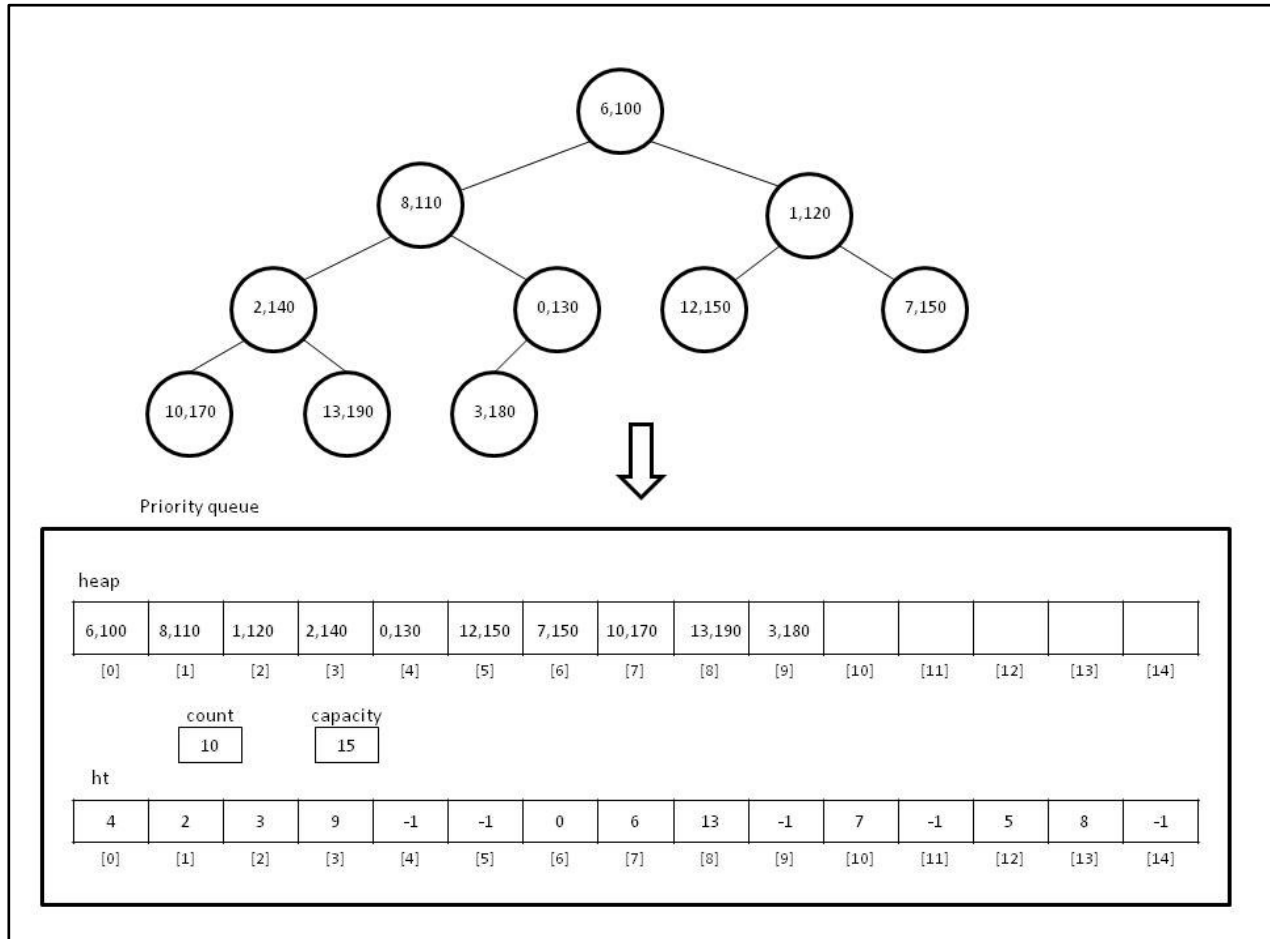 6,100
8,110 1,120
2,140 0,130 12,150 7,150
10,170 13,190 3,180
Priority queue
heap
6,100 8,110 1,120 2,140 0,130 12,150 7,150 10,170 13,190 3,180
[0] [1] [2] [3] [4] [5] [6] [7] [8] [9] [10] [11] [12] [13] [14]
count capacity
10 15
ht
4 2 3 9 -1 -1 0 6 13 -1 7 -1 5 8 -1
[0] [1] [2] [3] [4] [5] [6] [7] [8] [9] [10] [11] [12] [13] [14]